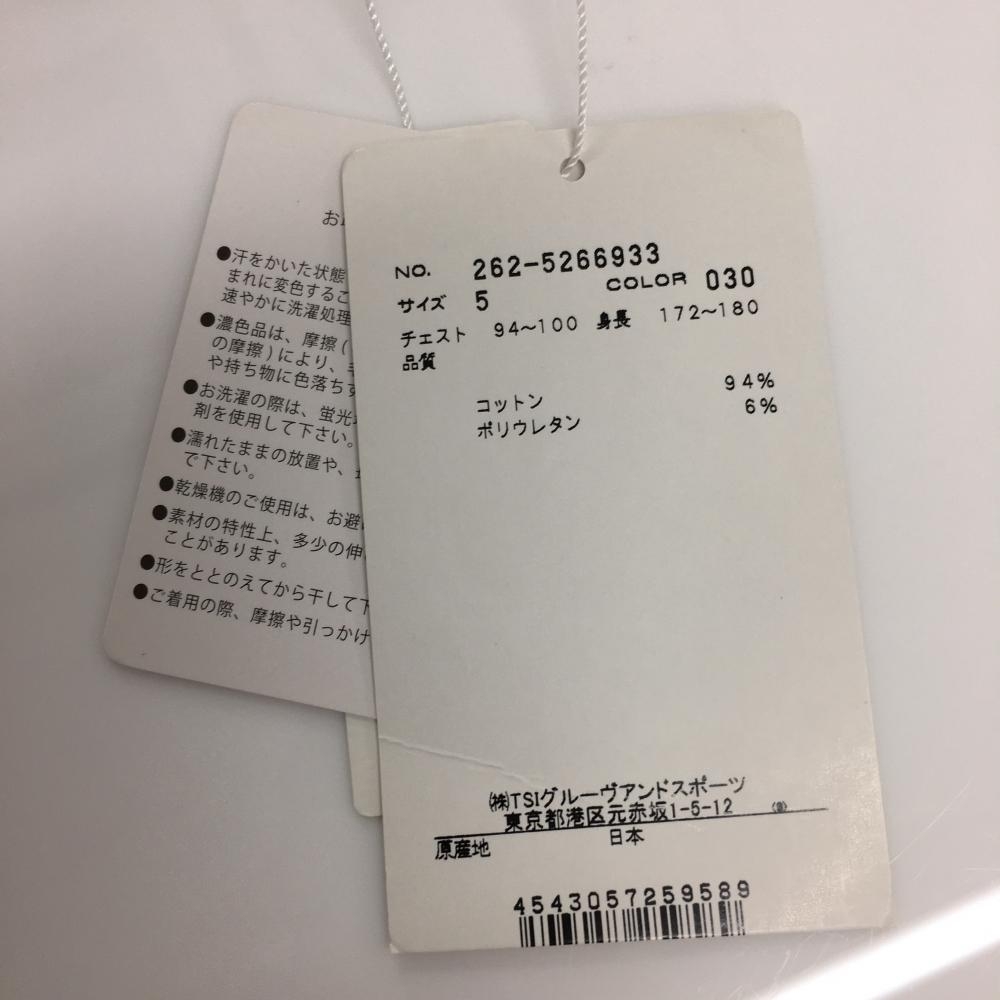 お
●汗をかいた状態
まれに変色するこ
速やかに洗濯処理
●濃色品は、摩擦(
の摩擦)により、
や持ち物に色落ちす
●お洗濯の際は、蛍光
剤を使用して下さい。
●濡れたままの放置や、
で下さい。
●乾燥機のご使用は、お避
●素材の特性上、多少の伸
ことがあります。
●形をととのえてから干して下
●ご着用の際、摩擦や引っかけ
NO. 262-5266933
サイズ 5 COLOR 030
チェスト 94~100 身長 172~180
品質
コットン 94%
ポリウレタン 6%
㈱TSIグルーヴアンドスポーツ
東京都港区元赤坂1-5-12
原産地 日本
4543057259589